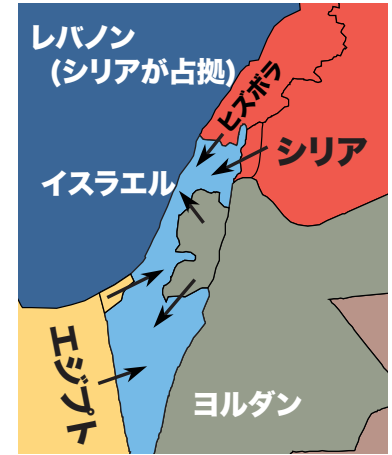 レバノン
(シリアが占拠)
ヒズボラ
シリア
イスラエル
エジプト
ヨルダン